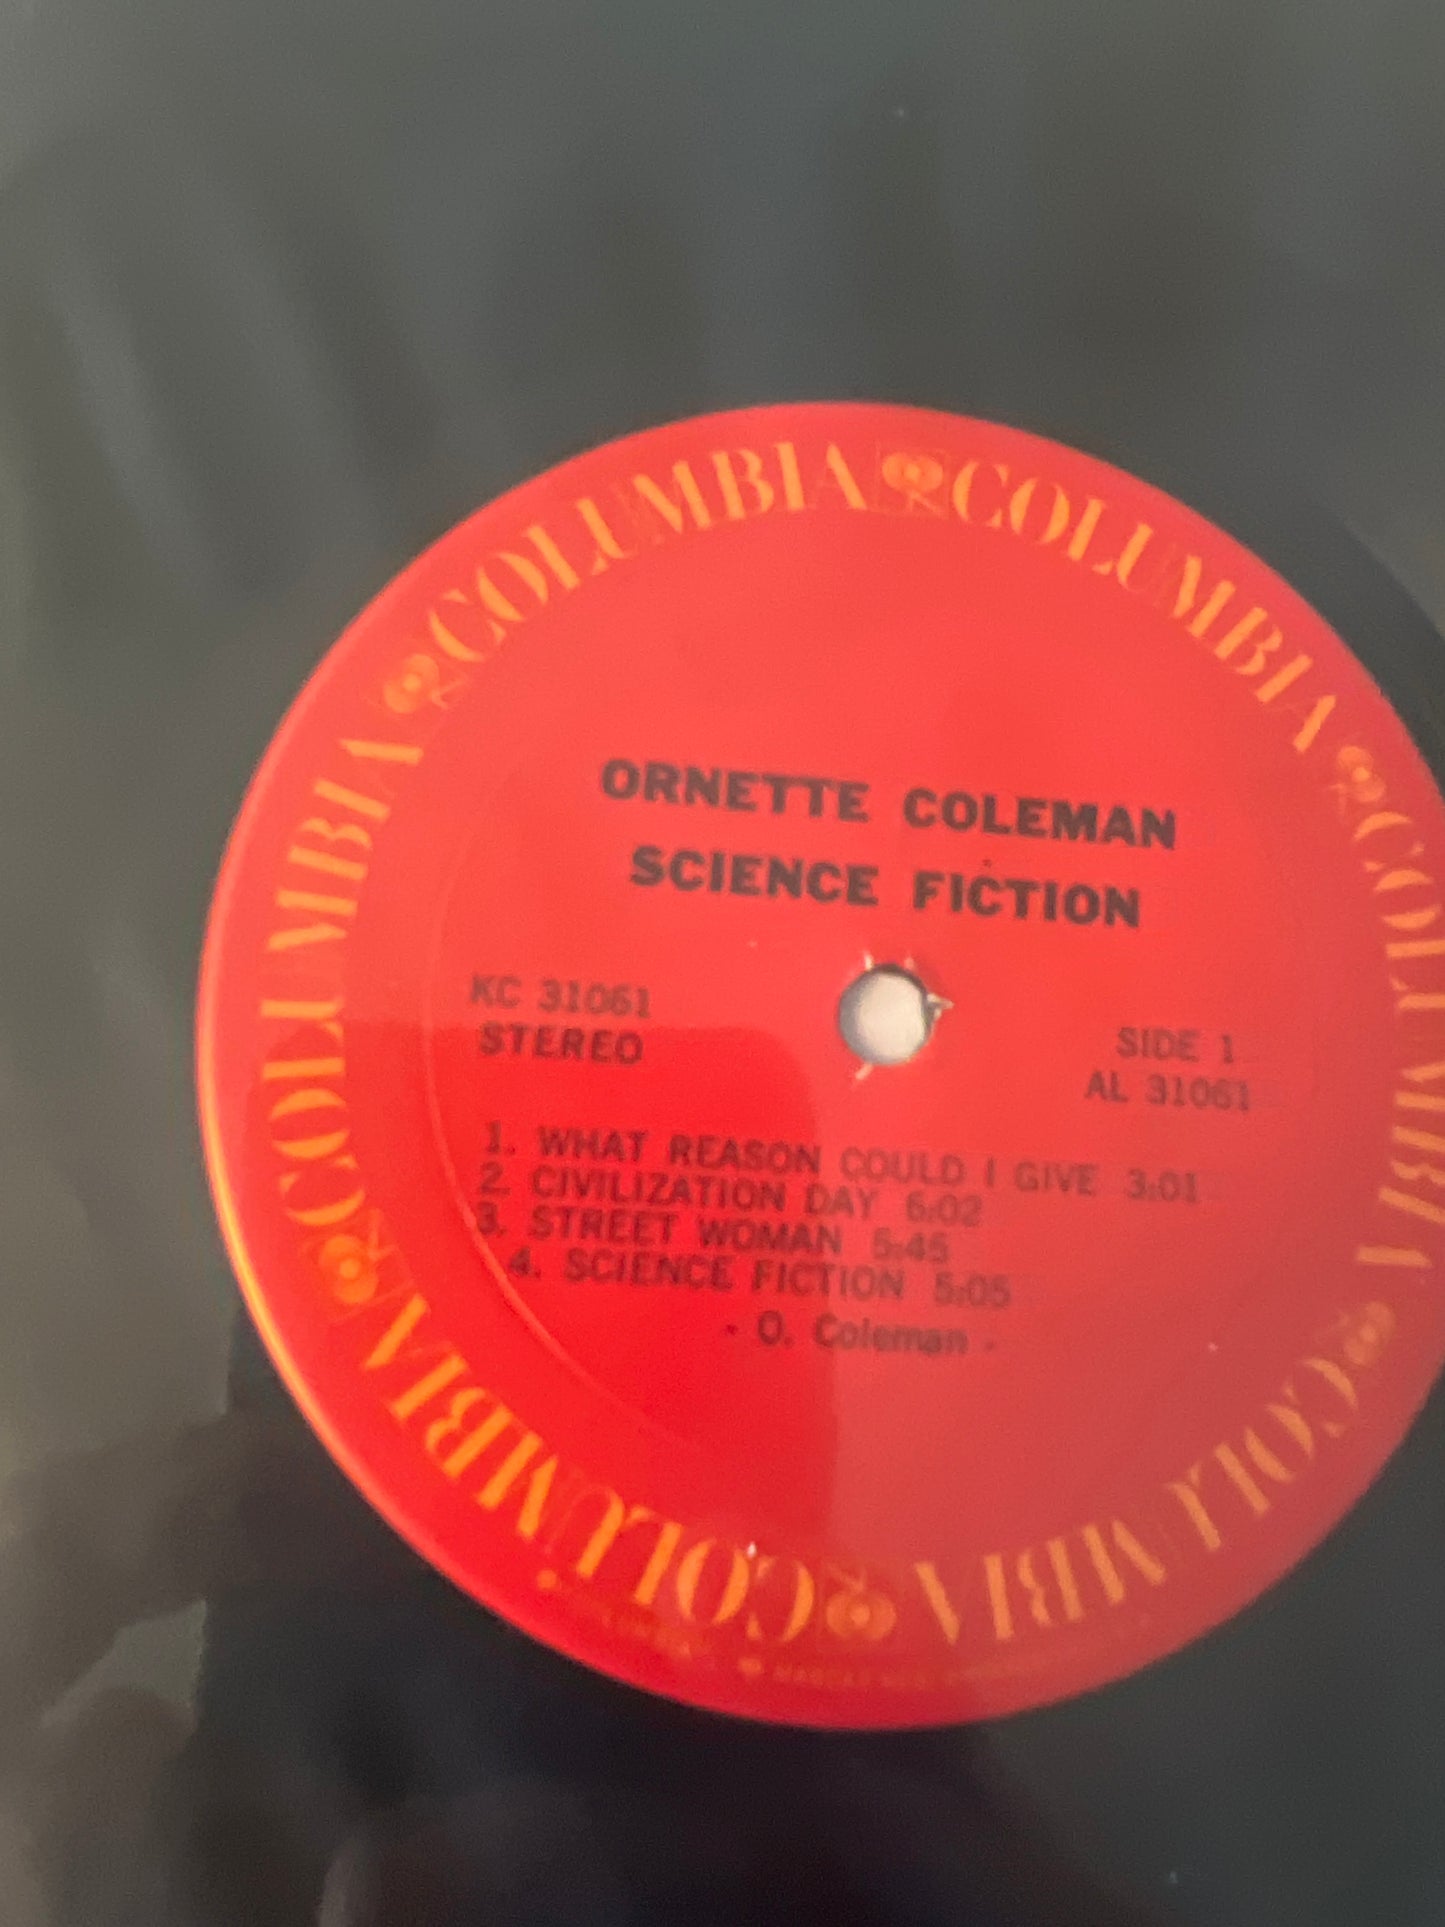 COLUMBIA COLUMBIA COLUMBIA COLUMBIA COLUMBIA COLUMBIA
ORNETTE COLEMAN
SCIENCE FICTION
KC 31061
STEREO
SIDE 1
AL 31061
1. WHAT REASON COULD I GIVE 3:01
2. CIVILIZATION DAY 6:02
3. STREET WOMAN 5:45
4. SCIENCE FICTION 5:05
- O. Coleman -